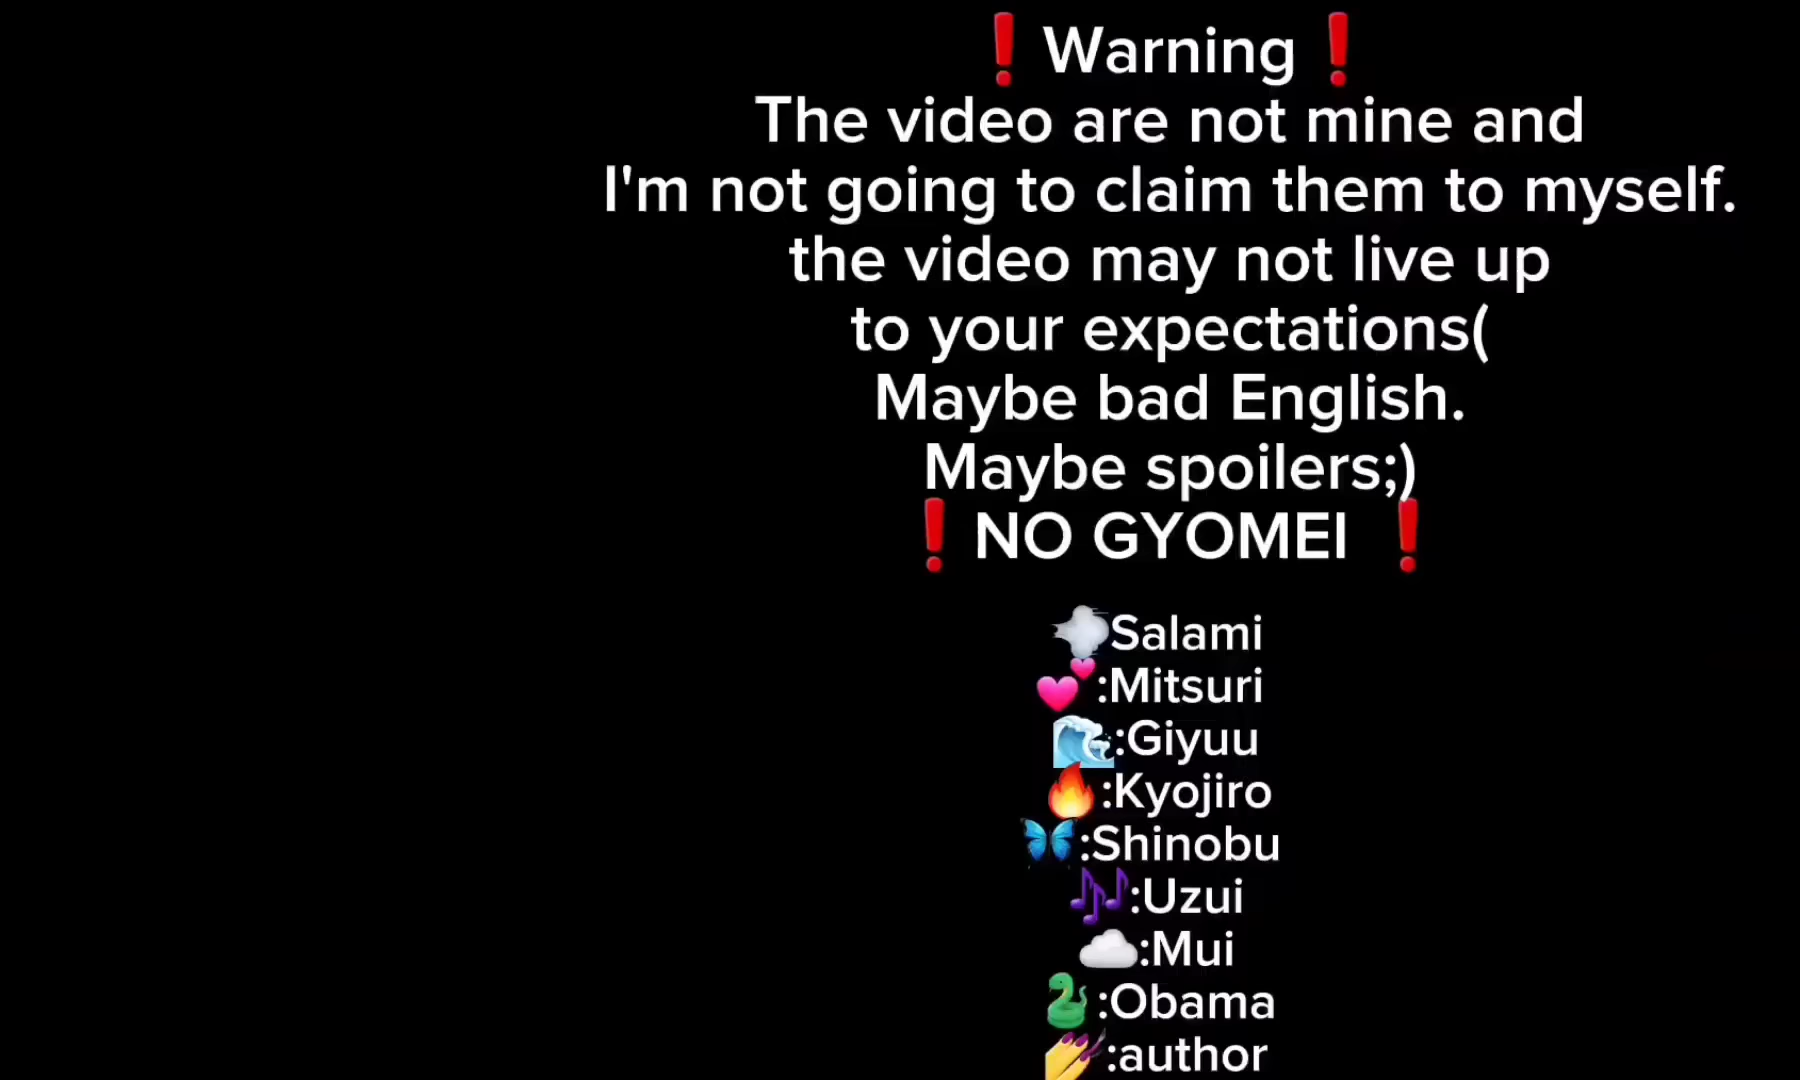 ❗Warning❗
The video are not mine and
I'm not going to claim them to myself.
the video may not live up
to your expectations(
Maybe bad English.
Maybe spoilers;)
❗NO GYOMEI ❗
💨Salami
💕:Mitsuri
🌊:Giyuu
🔥:Kyojiro
🦋:Shinobu
🎶:Uzui
☁️:Mui
🐍:Obama
💅:author